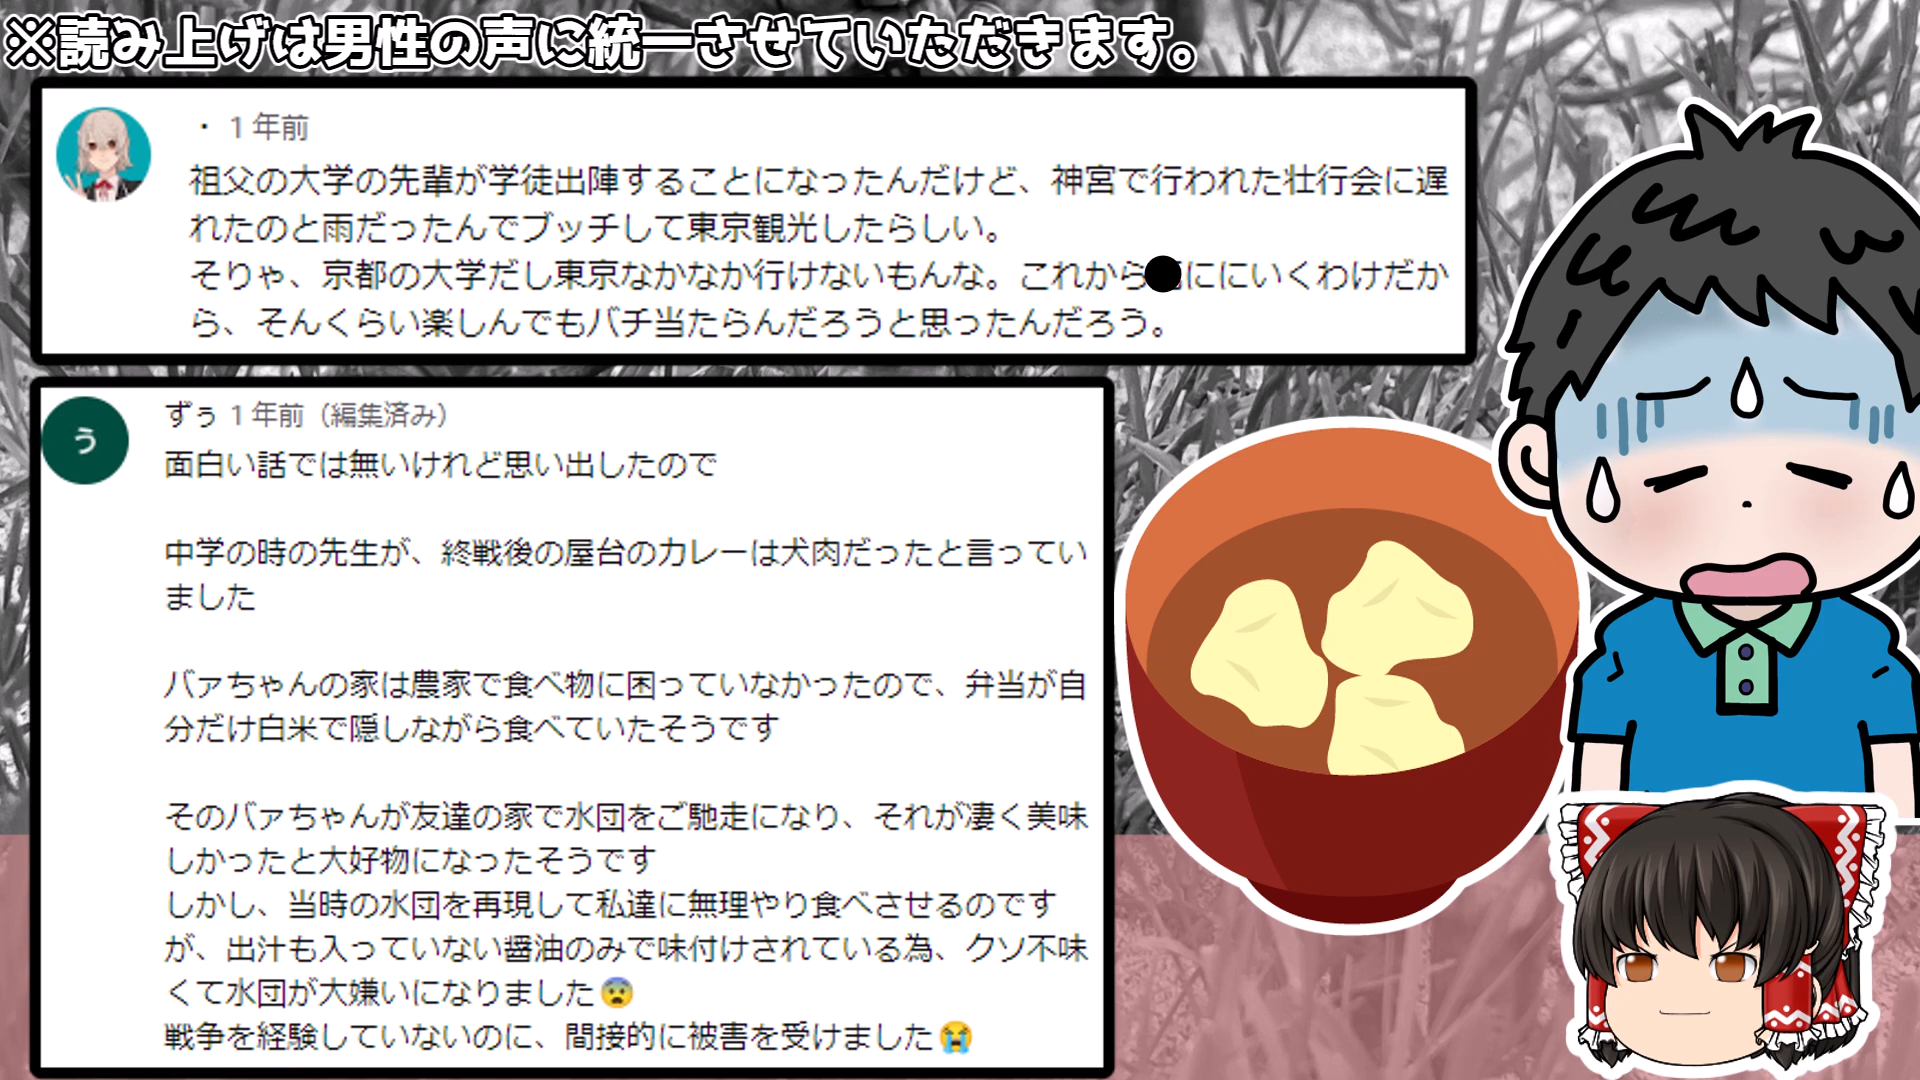 ※読み上げは男性の声に統一させていただきます。
・ 1 年前
祖父の大学の先輩が学徒出陣することになったんだけど、神宮で行われた壮行会に遅
れたのと雨だったんでブッチして東京観光したらしい。
そりゃ、京都の大学だし東京なかなか行けないもんな。これから●ににいくわけだか
ら、そんくらい楽しんでもバチ当たらんだろうと思ったんだろう。
う
ずぅ 1 年前（編集済み）
面白い話では無いけれど思い出したので
中学の時の先生が、終戦後の屋台のカレーは犬肉だったと言ってい
ました
バァちゃんの家は農家で食べ物に困っていなかったので、弁当が自
分だけ白米で隠しながら食べていたそうです
そのバァちゃんが友達の家で水団をご馳走になり、それが凄く美味
しかったと大好物になったそうです
しかし、当時の水団を再現して私達に無理やり食べさせるのです
が、出汁も入っていない醤油のみで味付けされている為、クソ不味
くて水団が大嫌いになりました😨
戦争を経験していないのに、間接的に被害を受けました😭